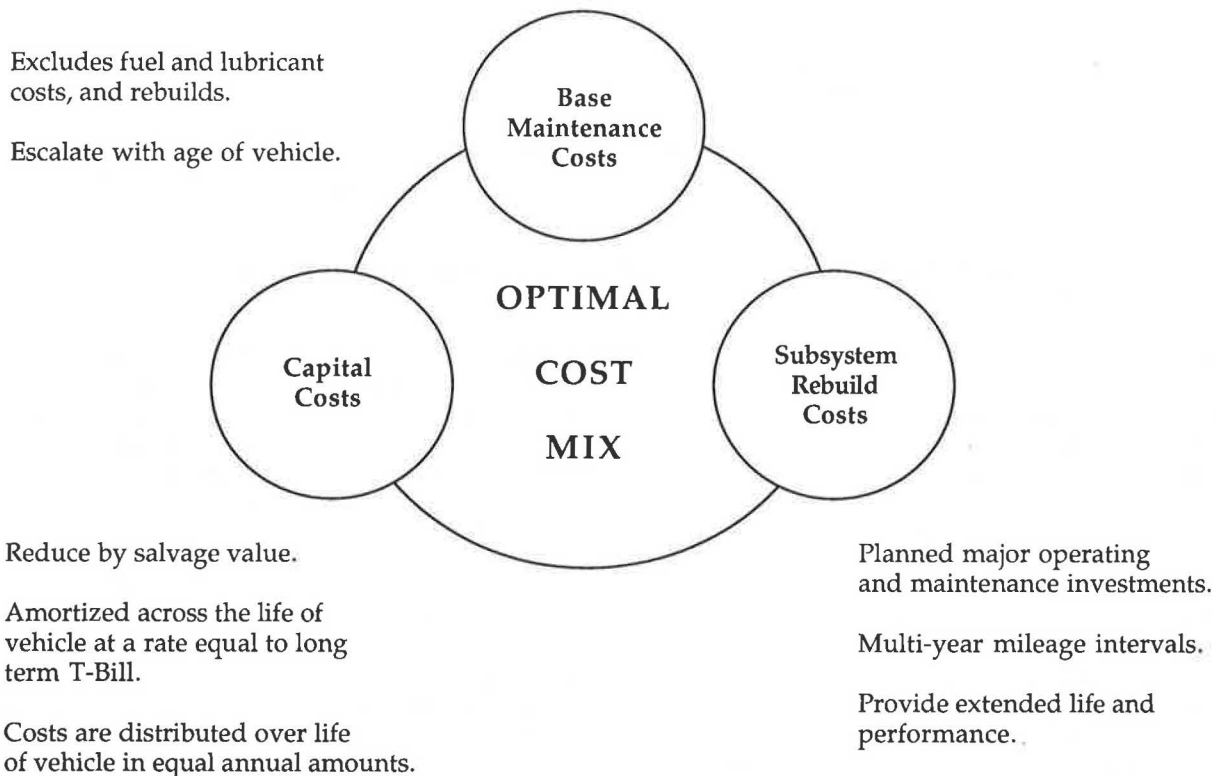 Excludes fuel and lubricant
costs, and rebuilds.
Escalate with age of vehicle.
Base
Maintenance
Costs
OPTIMAL
COST
MIX
Capital
Costs
Subsystem
Rebuild
Costs
Reduce by salvage value.
Amortized across the life of
vehicle at a rate equal to long
term T-Bill.
Costs are distributed over life
of vehicle in equal annual amounts.
Planned major operating
and maintenance investments.
Multi-year mileage intervals.
Provide extended life and
performance.